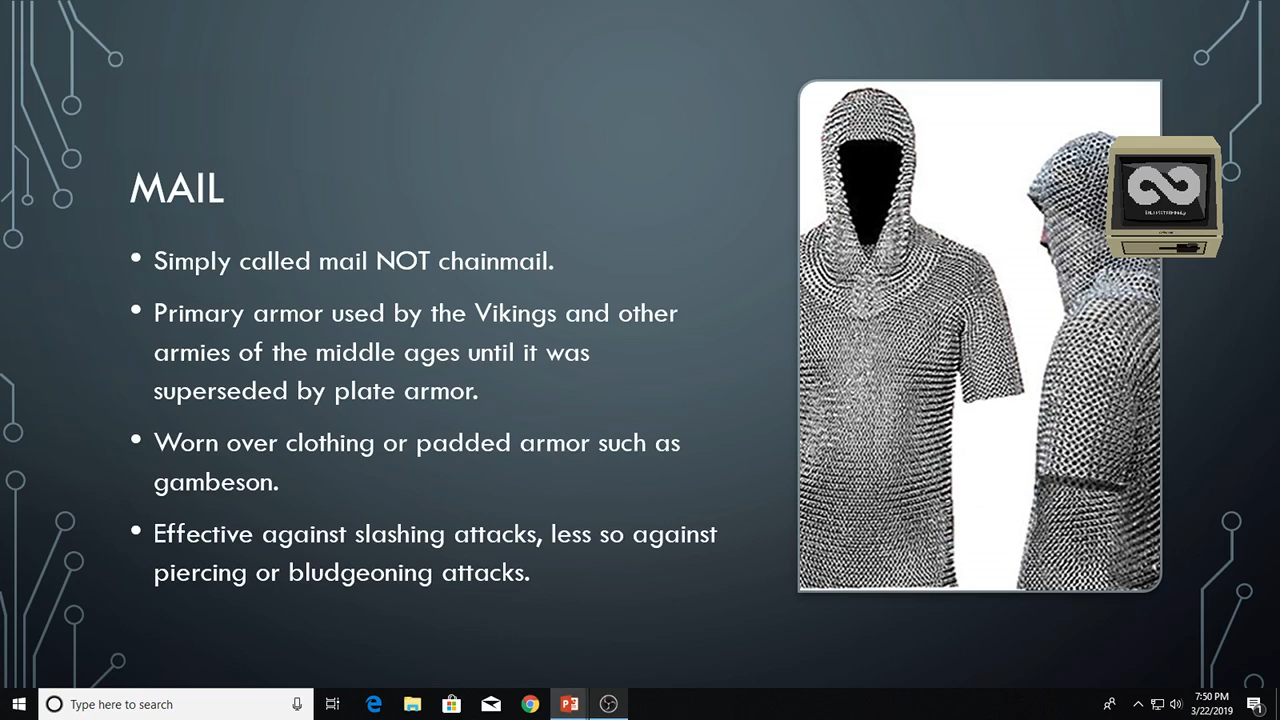 MAIL
• Simply called mail NOT chainmail.
• Primary armor used by the Vikings and other
armies of the middle ages until it was
superseded by plate armor.
• Worn over clothing or padded armor such as
gambeson.
• Effective against slashing attacks, less so against
piercing or bludgeoning attacks.
Type here to search
7:50 PM
3/22/2019
1